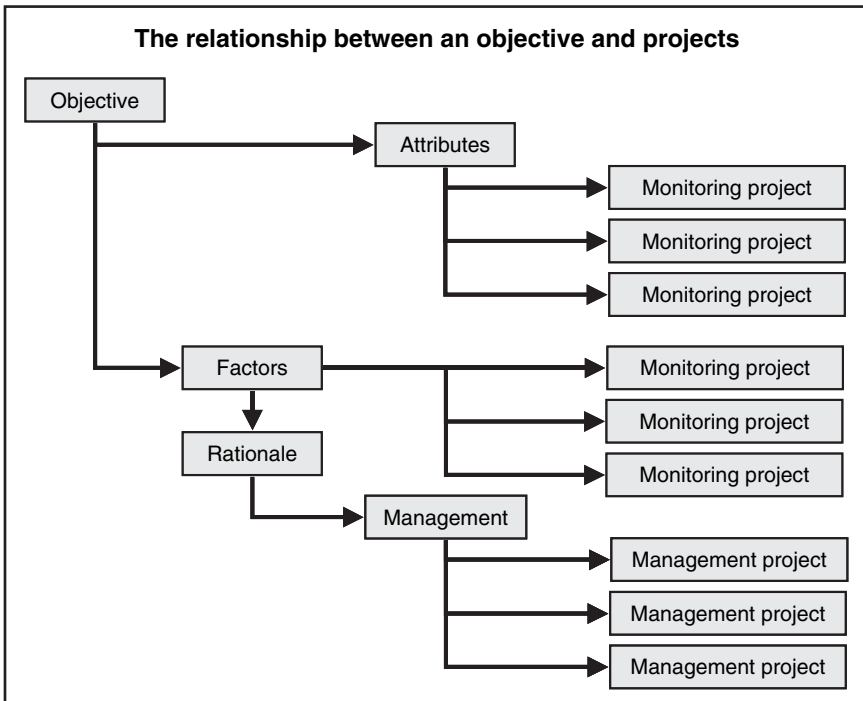 The relationship between an objective and projects
Objective
Attributes
Monitoring project
Monitoring project
Monitoring project
Factors
Monitoring project
Monitoring project
Rationale
Monitoring project
Management
Management project
Management project
Management project